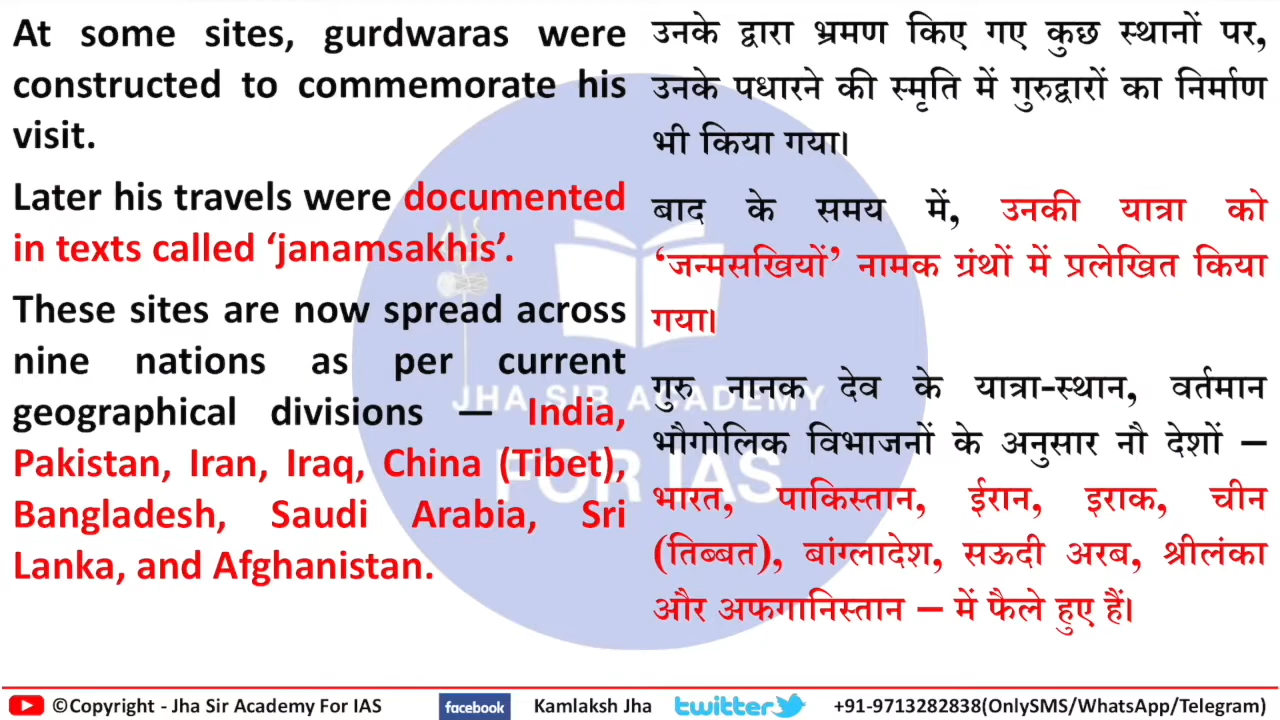 At some sites, gurdwaras were
constructed to commemorate his
visit.
Later his travels were documented
in texts called ‘janamsakhis’.
These sites are now spread across
nine nations as per current
geographical divisions — India,
Pakistan, Iran, Iraq, China (Tibet),
Bangladesh, Saudi Arabia, Sri
Lanka, and Afghanistan.
उनके द्वारा भ्रमण किए गए कुछ स्थानों पर,
उनके पधारने की स्मृति में गुरुद्वारों का निर्माण
भी किया गया।
बाद के समय में, उनकी यात्रा को
‘जन्मसखियों’ नामक ग्रंथों में प्रलेखित किया
गया।
गुरु नानक देव के यात्रा-स्थान, वर्तमान
भौगोलिक विभाजनों के अनुसार नौ देशों –
भारत, पाकिस्तान, ईरान, इराक, चीन
(तिब्बत), बांग्लादेश, सऊदी अरब, श्रीलंका
और अफगानिस्तान – में फैले हुए हैं।
JHA SIR ACADEMY
FOR IAS
©Copyright - Jha Sir Academy For IAS
facebook
Kamlaksh Jha
twitter
+91-9713282838(OnlySMS/WhatsApp/Telegram)